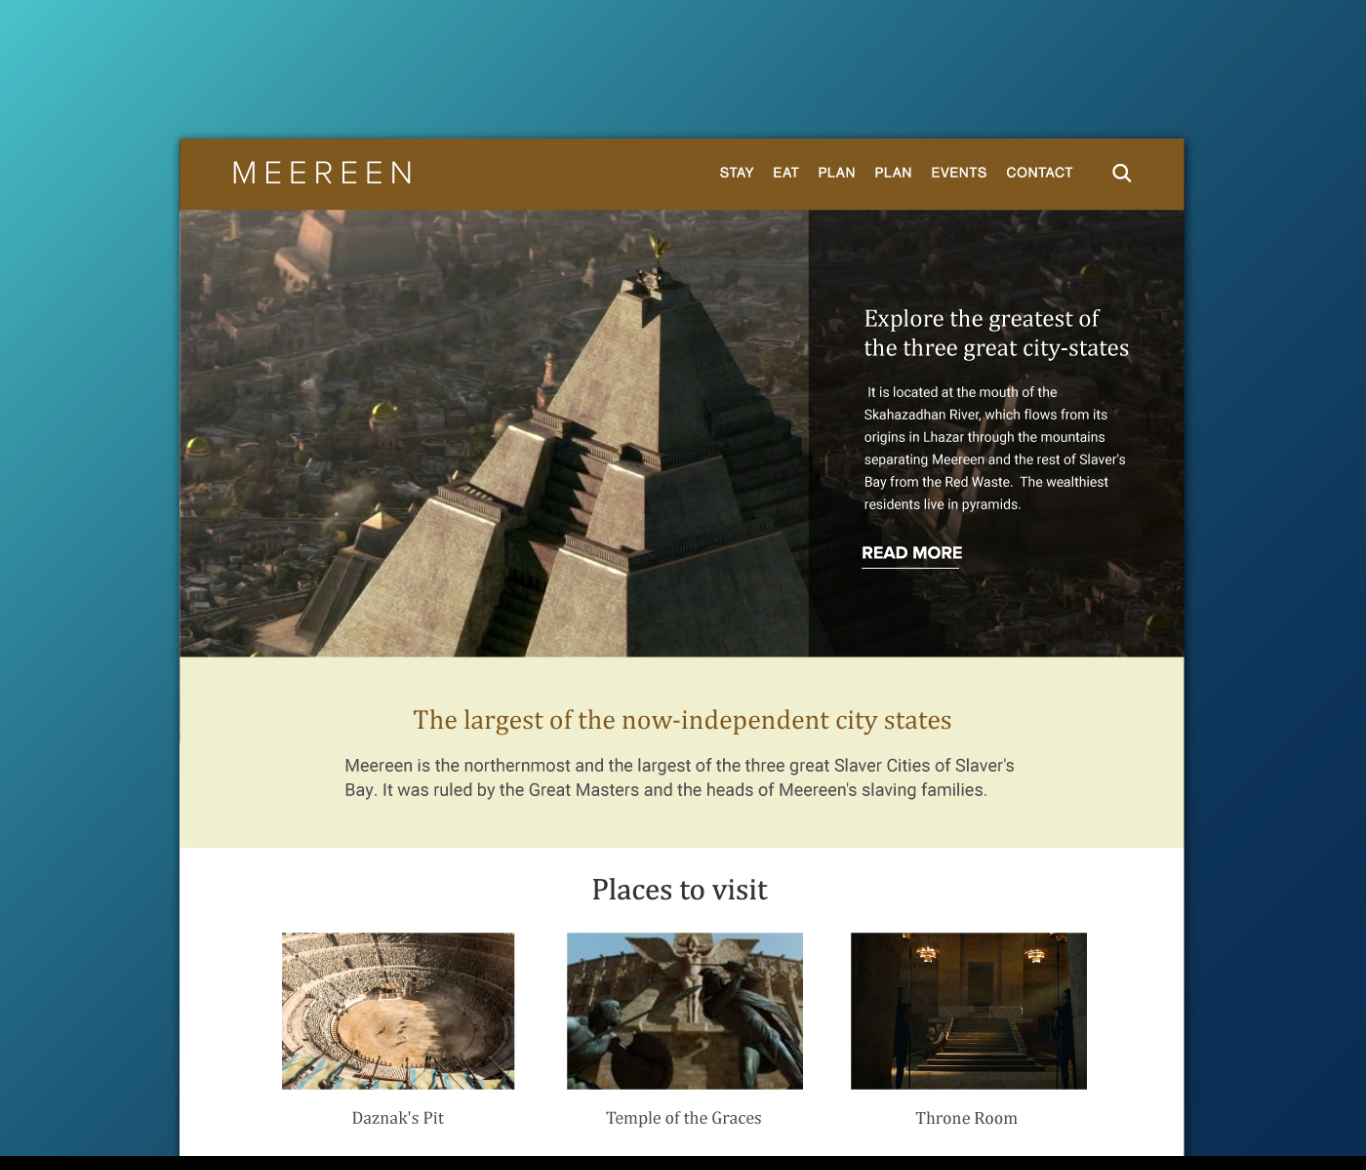 MEEREEN
STAY EAT PLAN PLAN EVENTS CONTACT
Explore the greatest of
the three great city-states
It is located at the mouth of the
Skahazadhan River, which flows from its
origins in Lhazar through the mountains
separating Meereen and the rest of Slaver's
Bay from the Red Waste. The wealthiest
residents live in pyramids.
READ MORE
The largest of the now-independent city states
Meereen is the northernmost and the largest of the three great Slaver Cities of Slaver's
Bay. It was ruled by the Great Masters and the heads of Meereen's slaving families.
Places to visit
Daznak's Pit
Temple of the Graces
Throne Room